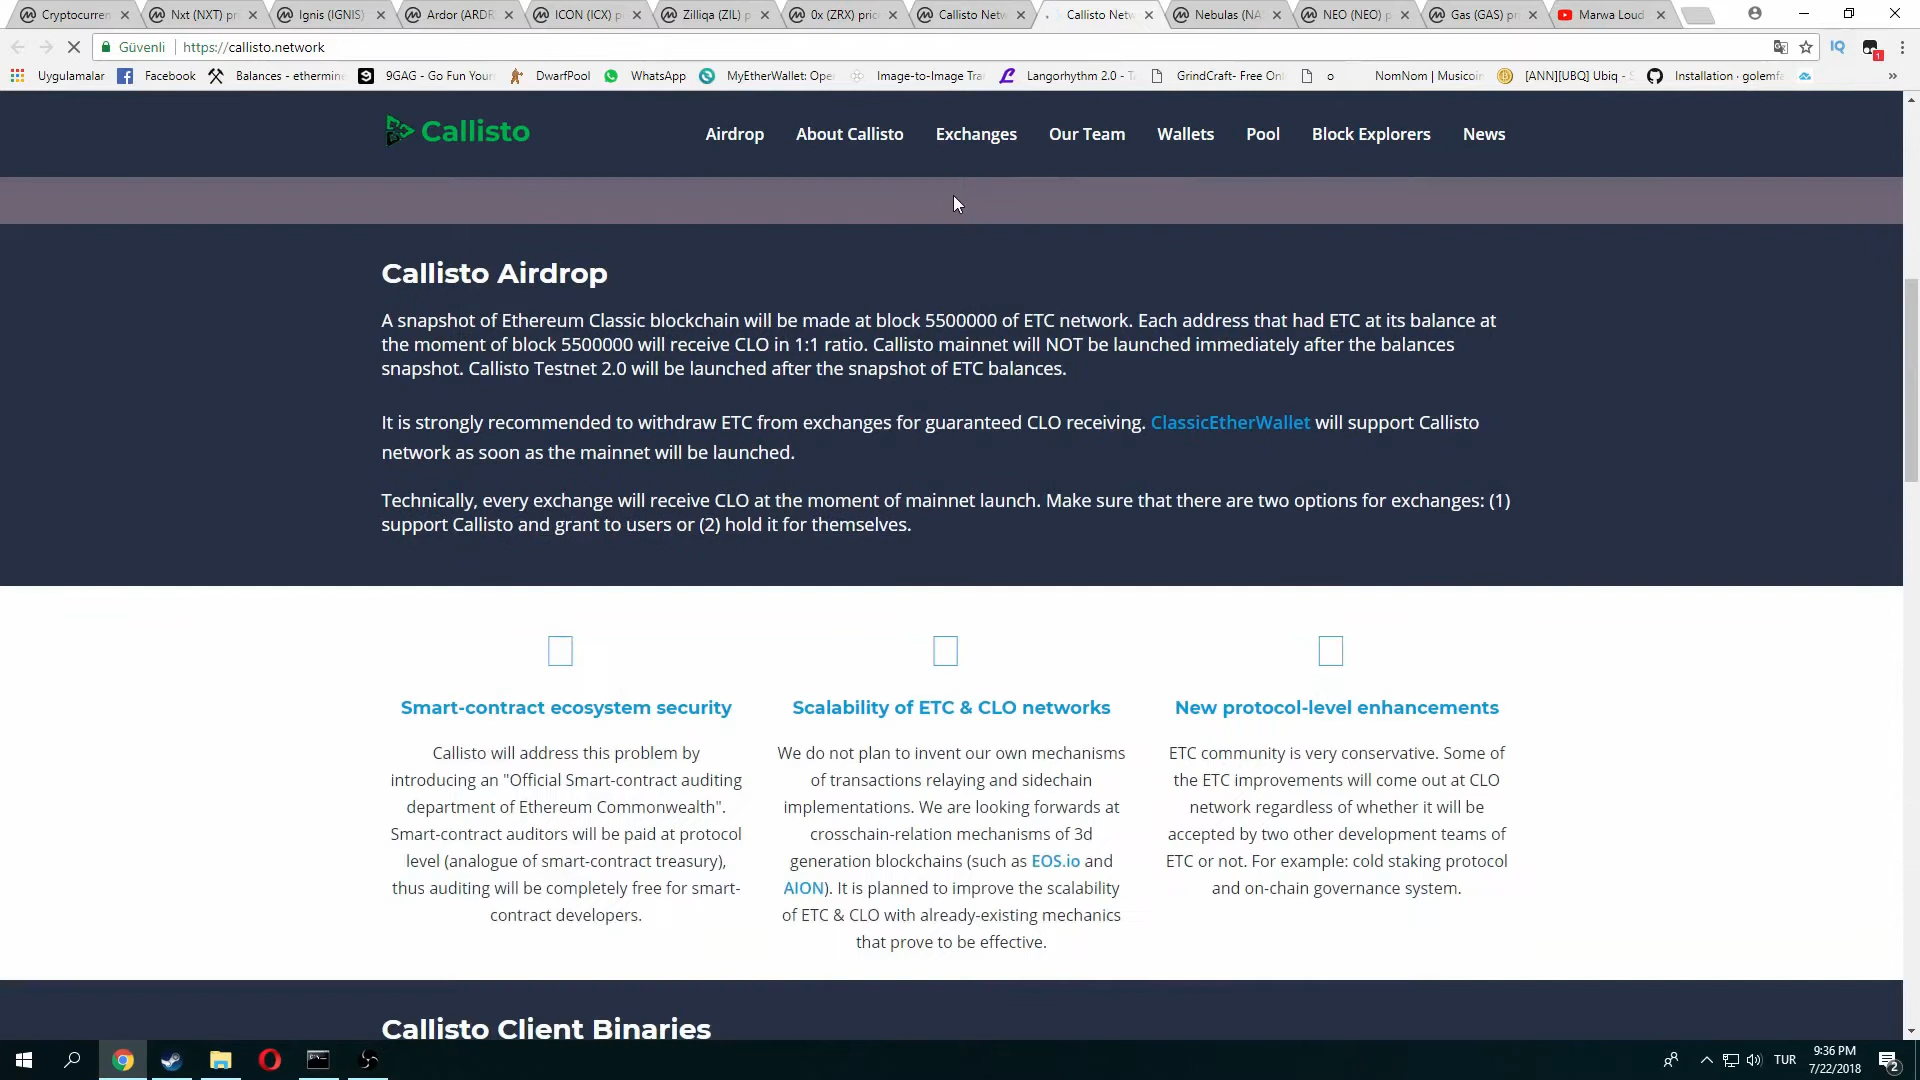 Cryptocurren
Nxt (NXT) pri
Ignis (IGNIS)
Ardor (ARDR
ICON (ICX) p
Zilliqa (ZIL) p
0x (ZRX) pric
Callisto Netw
Callisto Netw
Nebulas (NA
NEO (NEO) p
Gas (GAS) pr
Marwa Loud
Güvenli
https://callisto.network
IQ
1
Uygulamalar
Facebook
Balances - ethermine
9GAG - Go Fun Your
DwarfPool
WhatsApp
MyEtherWallet: Ope
Image-to-Image Tra
Langorhythm 2.0 - T
GrindCraft- Free Onl
o
NomNom | Musicoin
[ANN][UBQ] Ubiq -
Installation · golemfa
»
Callisto
Airdrop
About Callisto
Exchanges
Our Team
Wallets
Pool
Block Explorers
News
Callisto Airdrop
A snapshot of Ethereum Classic blockchain will be made at block 5500000 of ETC network. Each address that had ETC at its balance at
the moment of block 5500000 will receive CLO in 1:1 ratio. Callisto mainnet will NOT be launched immediately after the balances
snapshot. Callisto Testnet 2.0 will be launched after the snapshot of ETC balances.
It is strongly recommended to withdraw ETC from exchanges for guaranteed CLO receiving. ClassicEtherWallet will support Callisto
network as soon as the mainnet will be launched.
Technically, every exchange will receive CLO at the moment of mainnet launch. Make sure that there are two options for exchanges: (1)
support Callisto and grant to users or (2) hold it for themselves.
Smart-contract ecosystem security
Callisto will address this problem by
introducing an "Official Smart-contract auditing
department of Ethereum Commonwealth".
Smart-contract auditors will be paid at protocol
level (analogue of smart-contract treasury),
thus auditing will be completely free for smart-
contract developers.
Scalability of ETC & CLO networks
We do not plan to invent our own mechanisms
of transactions relaying and sidechain
implementations. We are looking forwards at
crosschain-relation mechanisms of 3d
generation blockchains (such as EOS.io and
AION). It is planned to improve the scalability
of ETC & CLO with already-existing mechanics
that prove to be effective.
New protocol-level enhancements
ETC community is very conservative. Some of
the ETC improvements will come out at CLO
network regardless of whether it will be
accepted by two other development teams of
ETC or not. For example: cold staking protocol
and on-chain governance system.
Callisto Client Binaries
TUR
9:36 PM
7/22/2018
2